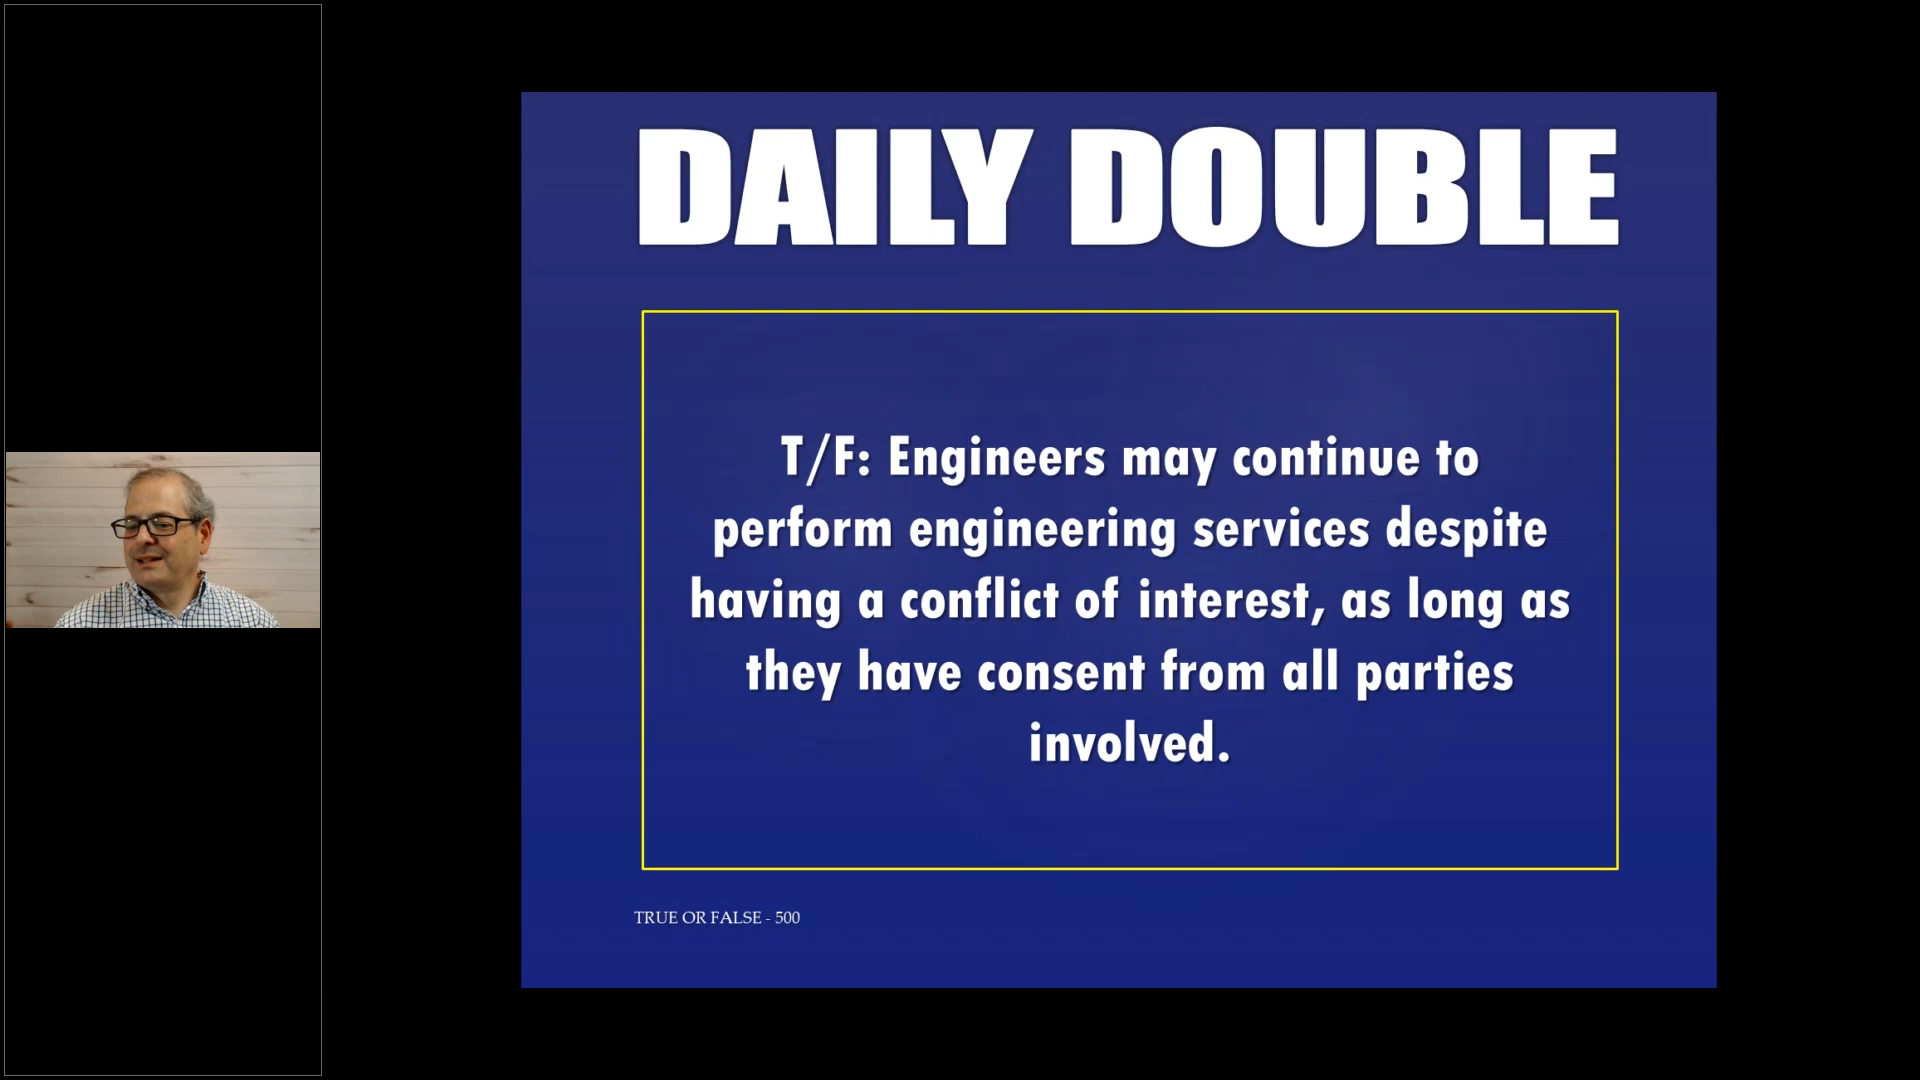 DAILY DOUBLE
T/F: Engineers may continue to
perform engineering services despite
having a conflict of interest, as long as
they have consent from all parties
involved.
TRUE OR FALSE - 500